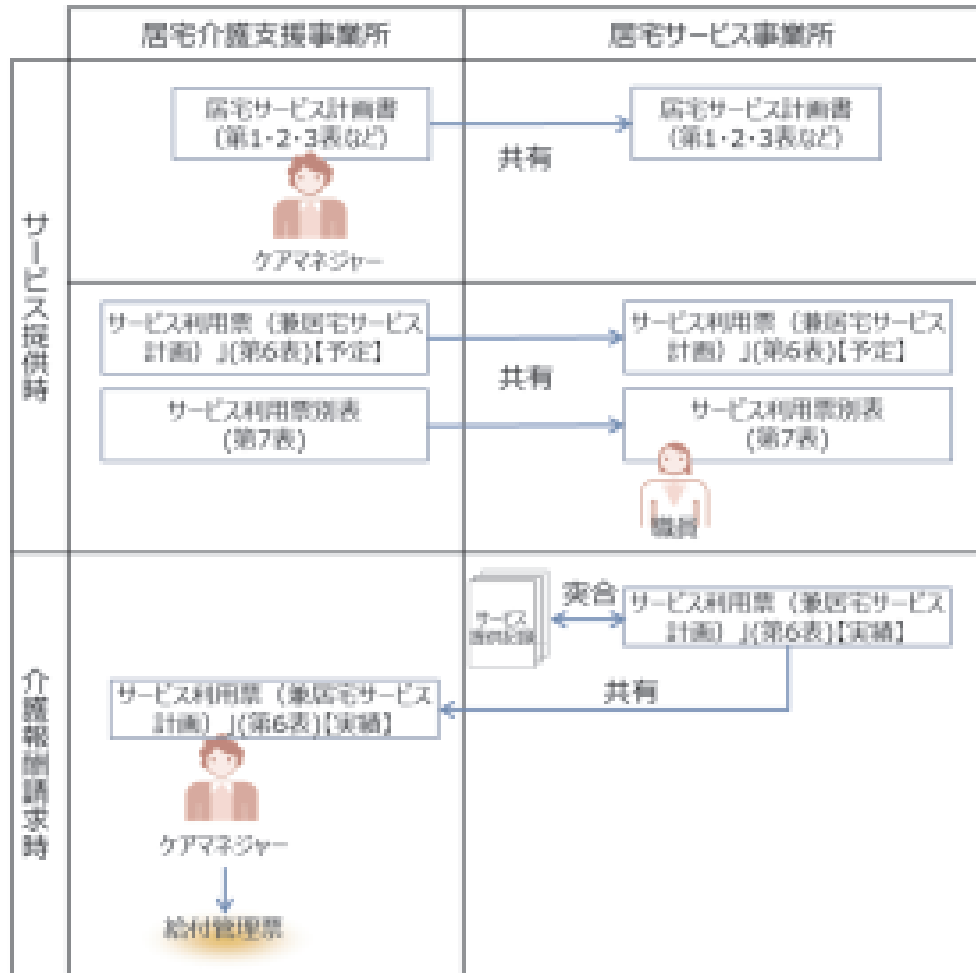 居宅介護支援事業所
居宅サービス事業所
サービス提供時
居宅サービス計画書
(第1・2・3表など)
共有
居宅サービス計画書
(第1・2・3表など)
ケアマネジャー
サービス利用票（兼居宅サービス
計画）」(第6表)【予定】
共有
サービス利用票（兼居宅サービス
計画）」(第6表)【予定】
サービス利用票別表
(第7表)
サービス利用票別表
(第7表)
職員
介護報酬請求時
サービス
提供記録
突合
サービス利用票（兼居宅サービス
計画）」(第6表)【実績】
共有
サービス利用票（兼居宅サービス
計画）」(第6表)【実績】
ケアマネジャー
給付管理票